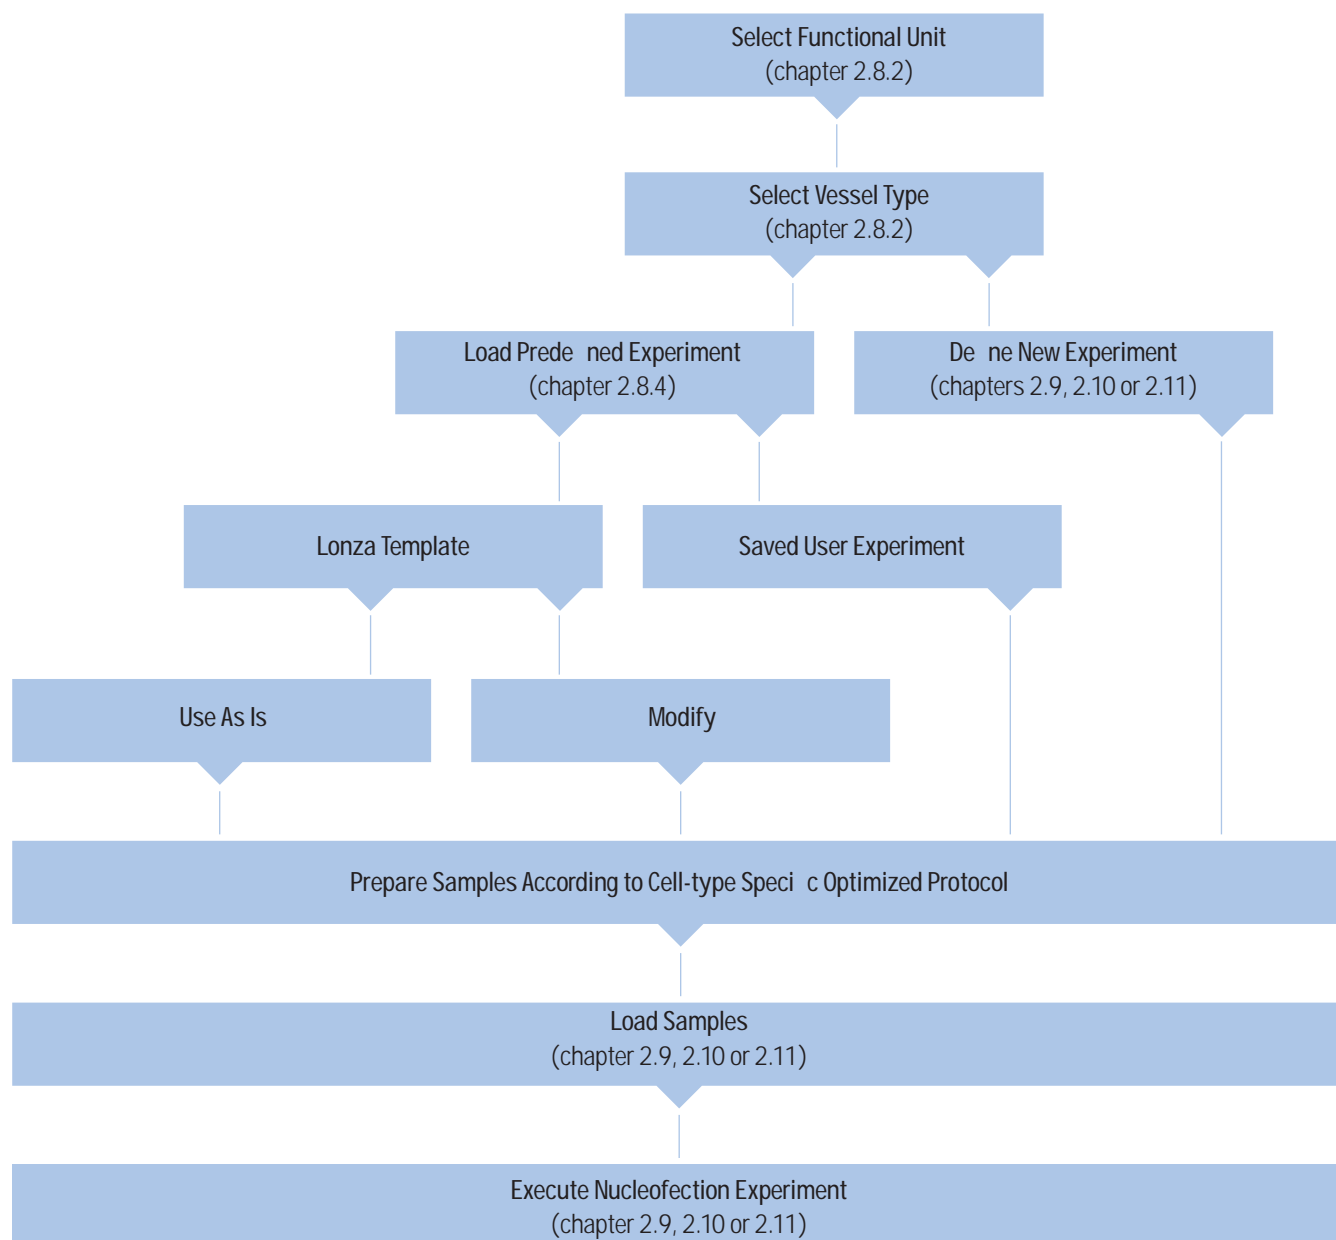 Select Functional Unit
(chapter 2.8.2)
Select Vessel Type
(chapter 2.8.2)
Load Prede ned Experiment
(chapter 2.8.4)
De ne New Experiment
(chapters 2.9, 2.10 or 2.11)
Lonza Template
Saved User Experiment
Use As Is
Modify
Prepare Samples According to Cell-type Speci c Optimized Protocol
Load Samples
(chapter 2.9, 2.10 or 2.11)
Execute Nucleofection Experiment
(chapter 2.9, 2.10 or 2.11)